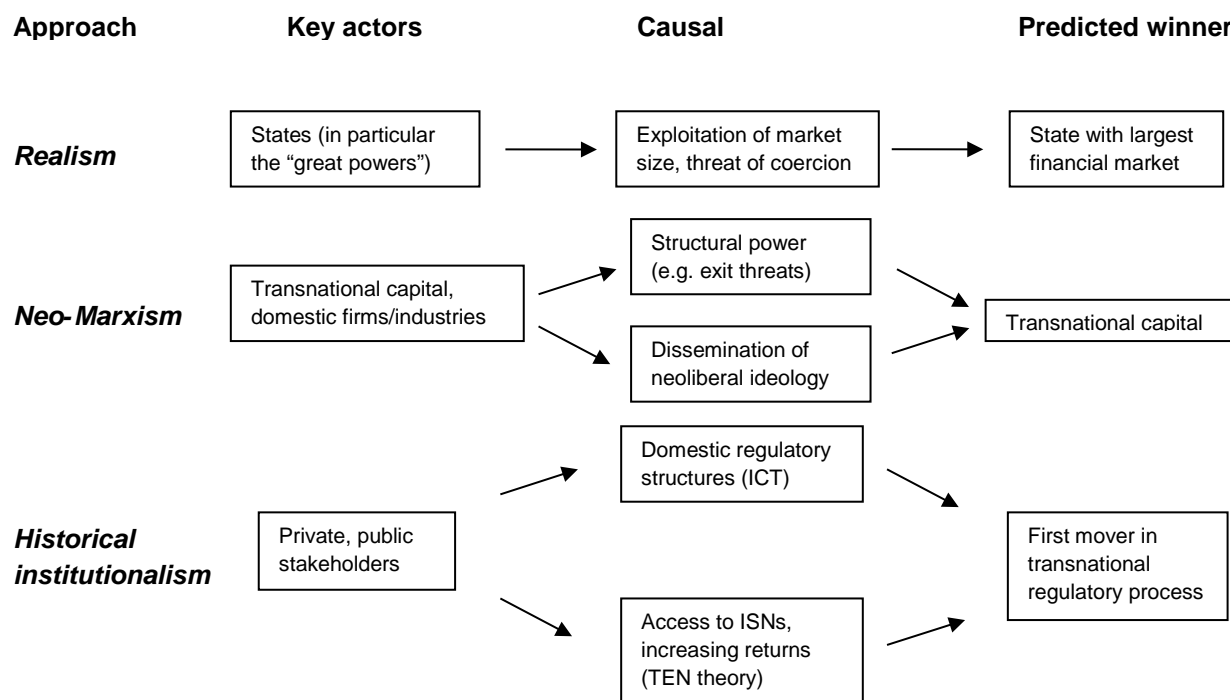 Approach
Key actors
Causal
Predicted winner
Realism
States (in particular
the “great powers”)
Exploitation of market
size, threat of coercion
State with largest
financial market
Neo-Marxism
Transnational capital,
domestic firms/industries
Structural power
(e.g. exit threats)
Dissemination of
neoliberal ideology
Transnational capital
Historical
institutionalism
Private, public
stakeholders
Domestic regulatory
structures (ICT)
Access to ISNs,
increasing returns
(TEN theory)
First mover in
transnational
regulatory process